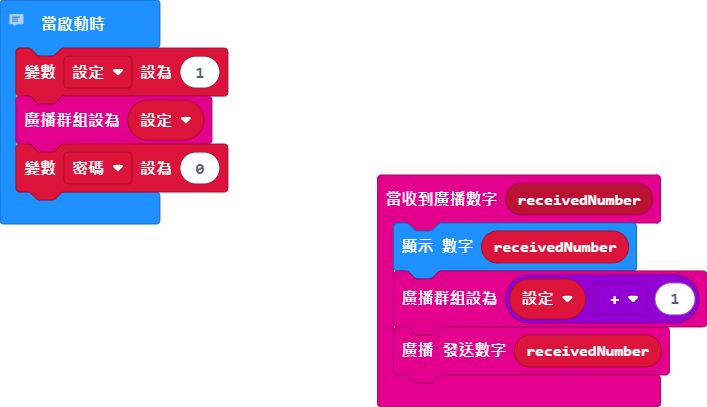 當啟動時
變數 設定 設為 1
廣播群組設為 設定
變數 密碼 設為 0
當收到廣播數字 receivedNumber
顯示 數字 receivedNumber
廣播群組設為 設定 + 1
廣播 發送數字 receivedNumber